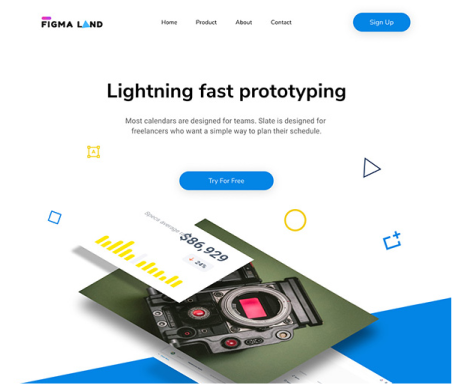 FIGMA LAND
Home Product About Contact
Sign Up
Lightning fast prototyping
Most calendars are designed for teams. Slate is designed for
freelancers who want a simple way to plan their schedule.
Try For Free
Specs average
$86,929
24%